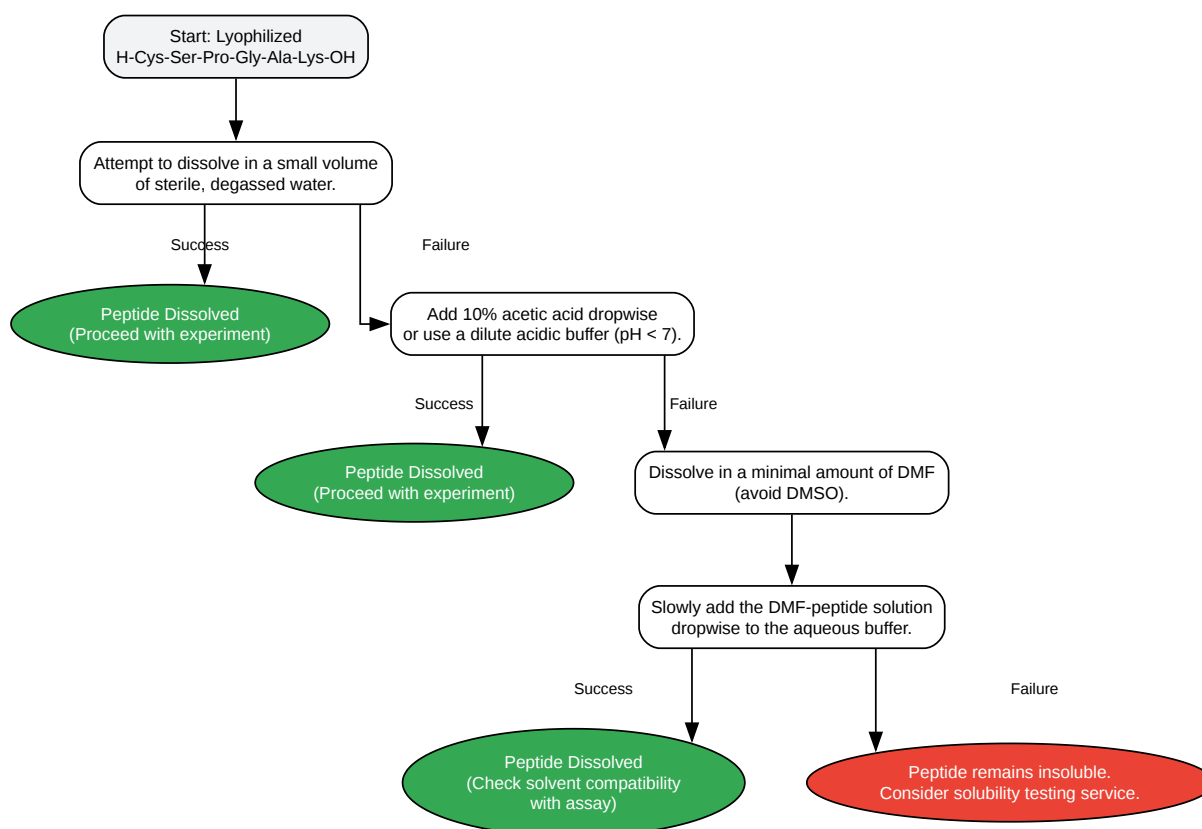 Start: Lyophilized
H-Cys-Ser-Pro-Gly-Ala-Lys-OH
Attempt to dissolve in a small volume
of sterile, degassed water.
Success
Failure
Peptide Dissolved
(Proceed with experiment)
Add 10% acetic acid dropwise
or use a dilute acidic buffer (pH < 7).
Success
Failure
Peptide Dissolved
(Proceed with experiment)
Dissolve in a minimal amount of DMF
(avoid DMSO).
Slowly add the DMF-peptide solution
dropwise to the aqueous buffer.
Success
Failure
Peptide Dissolved
(Check solvent compatibility
with assay)
Peptide remains insoluble.
Consider solubility testing service.